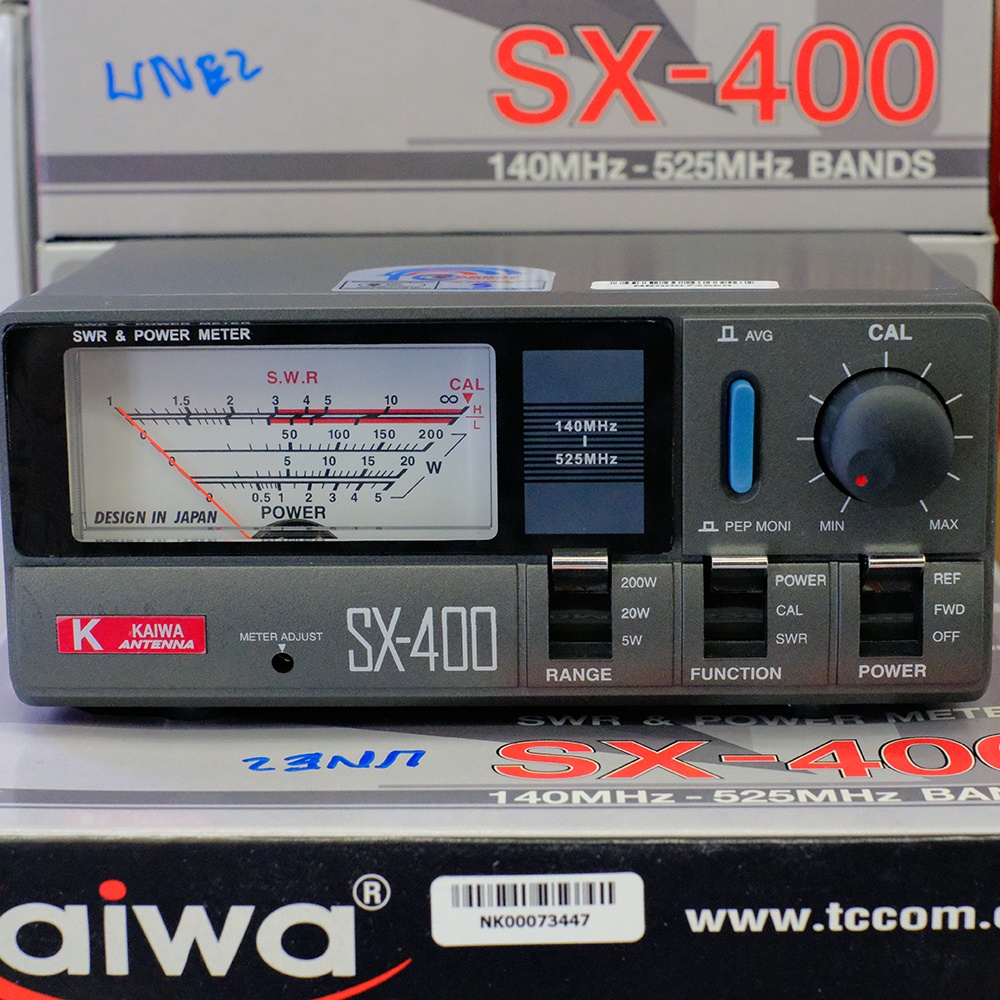 SX-400
140MHz - 525MHz BANDS
SWR & POWER METER
S.W.R
CAL
1 1.5 2 3 4 5 10 ∞
H
L
0 50 100 150 200
0 5 10 15 20 W
0 0.5 1 2 3 4 5
POWER
DESIGN IN JAPAN
140MHz
525MHz
AVG
PEP MONI
CAL
MIN MAX
K KAIWA
ANTENNA
METER ADJUST
SX-400
200W
20W
5W
RANGE
POWER
CAL
SWR
FUNCTION
REF
FWD
OFF
POWER
SWR & POWER METE
SX-400
140MHz - 525MHz BAN
aiwa®
NK00073447
www.tccom.